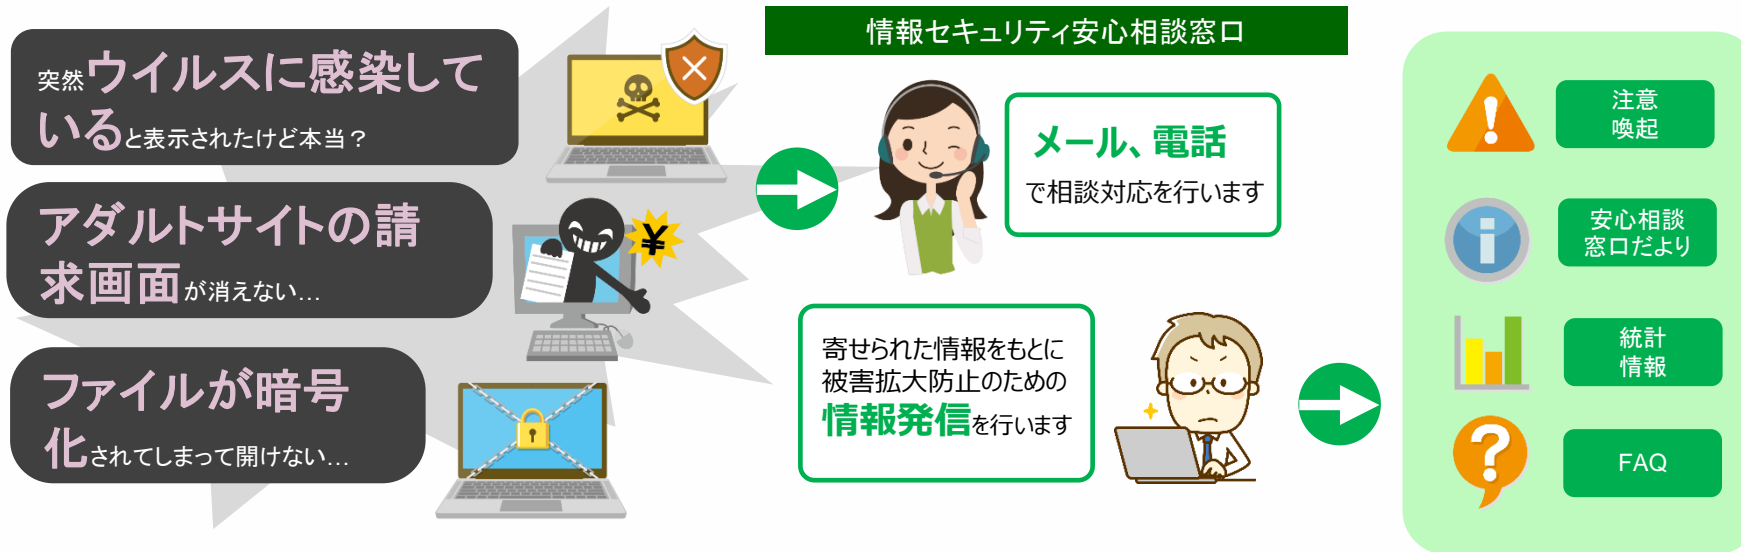 突然ウイルスに感染して
いると表示されたけど本当？
アダルトサイトの請
求画面が消えない…
ファイルが暗号
化されてしまって開けない…
¥
情報セキュリティ安心相談窓口
メール、電話
で相談対応を行います
寄せられた情報をもとに
被害拡大防止のための
情報発信を行います
注意
喚起
安心相談
窓口だより
統計
情報
FAQ